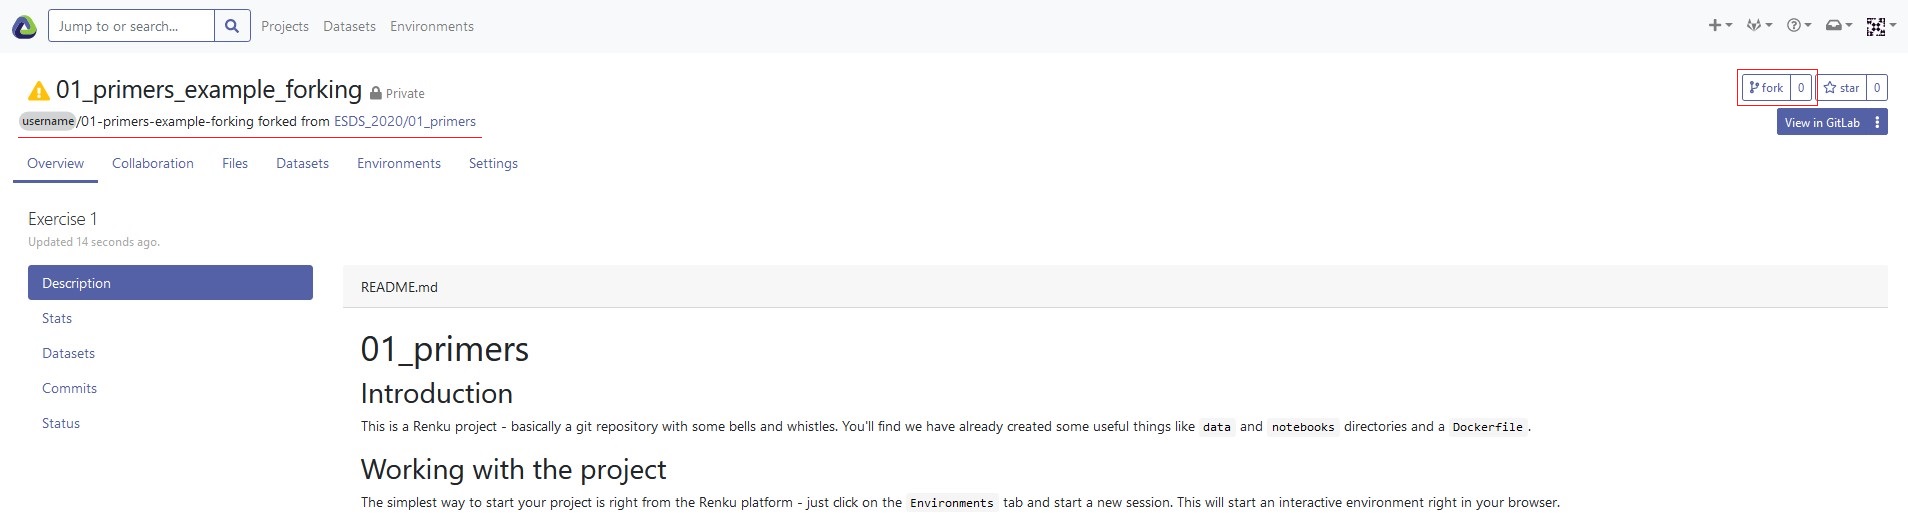 Jump to or search... Projects Datasets Environments
01_primers_example_forking Private fork 0 star 0
username/01-primers-example-forking forked from ESDS_2020/01_primers View in GitLab
Overview Collaboration Files Datasets Environments Settings
Exercise 1
Updated 14 seconds ago.
Description
Stats
Datasets
Commits
Status
README.md
01_primers
Introduction
This is a Renku project - basically a git repository with some bells and whistles. You'll find we have already created some useful things like data and notebooks directories and a Dockerfile.
Working with the project
The simplest way to start your project is right from the Renku platform - just click on the Environments tab and start a new session. This will start an interactive environment right in your browser.